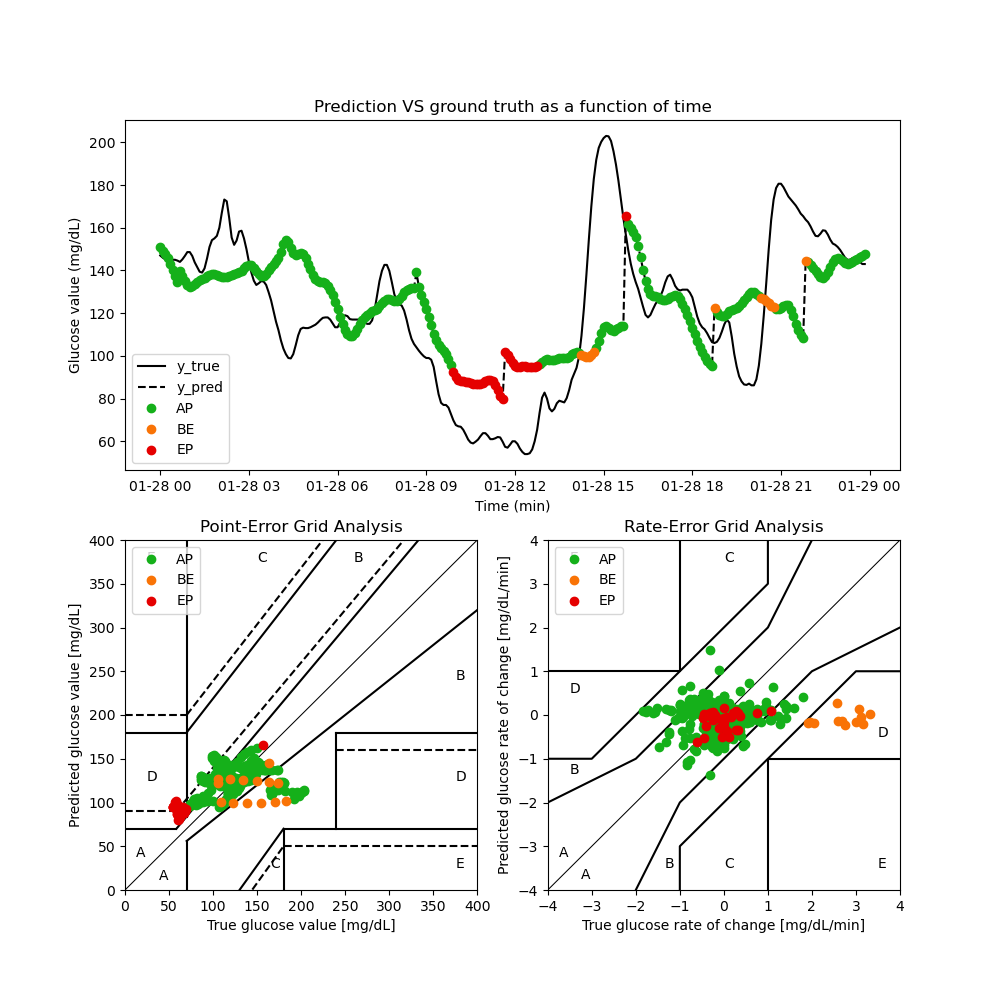 Prediction VS ground truth as a function of time
Glucose value (mg/dL)
200
180
160
140
120
100
80
60
y_true
y_pred
AP
BE
EP
01-28 00 01-28 03 01-28 06 01-28 09 01-28 12 01-28 15 01-28 18 01-28 21 01-29 00
Time (min)
Point-Error Grid Analysis
Predicted glucose value [mg/dL]
400
350
300
250
200
150
100
50
0
AP
BE
EP
C
B
B
D
D
A
A
C
E
0 50 100 150 200 250 300 350 400
True glucose value [mg/dL]
Rate-Error Grid Analysis
Predicted glucose rate of change [mg/dL/min]
4
3
2
1
0
−1
−2
−3
−4
AP
BE
EP
C
D
D
B
A
A
B
C
E
−4 −3 −2 −1 0 1 2 3 4
True glucose rate of change [mg/dL/min]